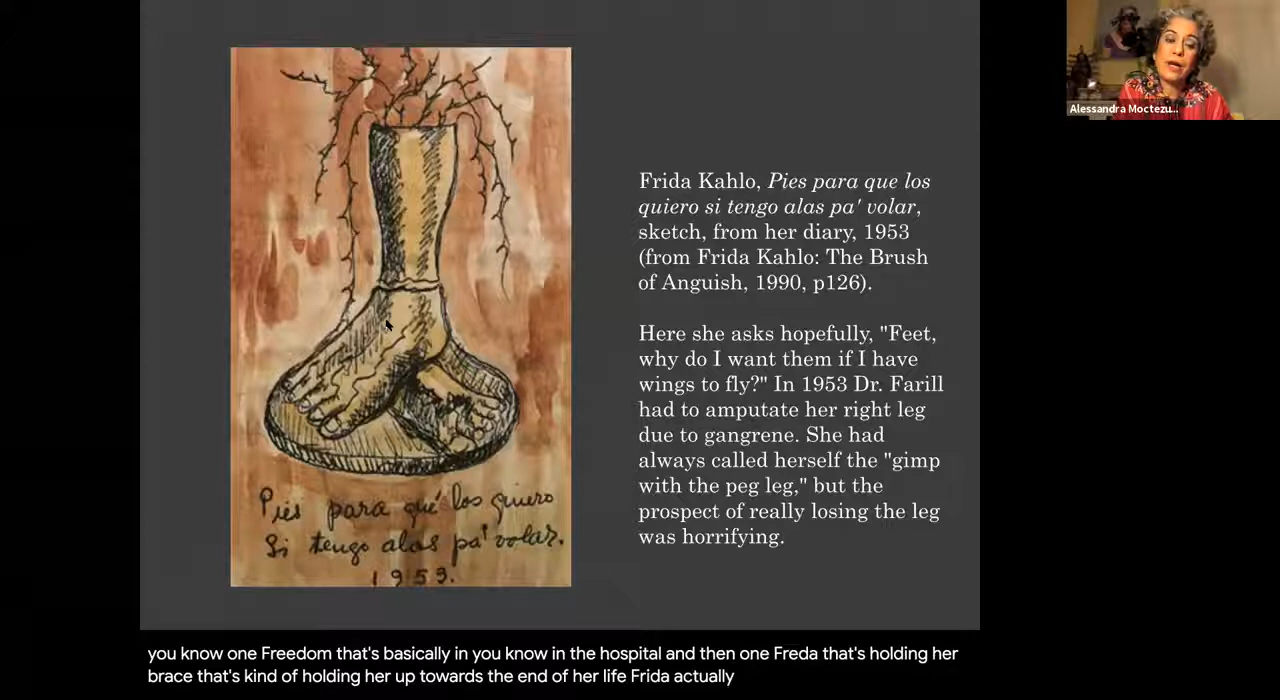 Pies para qué los quiero
Si tengo alas pa' volar.
1953.
Frida Kahlo, Pies para que los
quiero si tengo alas pa' volar,
sketch, from her diary, 1953
(from Frida Kahlo: The Brush
of Anguish, 1990, p126).
Here she asks hopefully, "Feet,
why do I want them if I have
wings to fly?" In 1953 Dr. Farill
had to amputate her right leg
due to gangrene. She had
always called herself the "gimp
with the peg leg," but the
prospect of really losing the leg
was horrifying.
Alessandra Moctezu...
you know one Freedom that's basically in you know in the hospital and then one Freda that's holding her
brace that's kind of holding her up towards the end of her life Frida actually